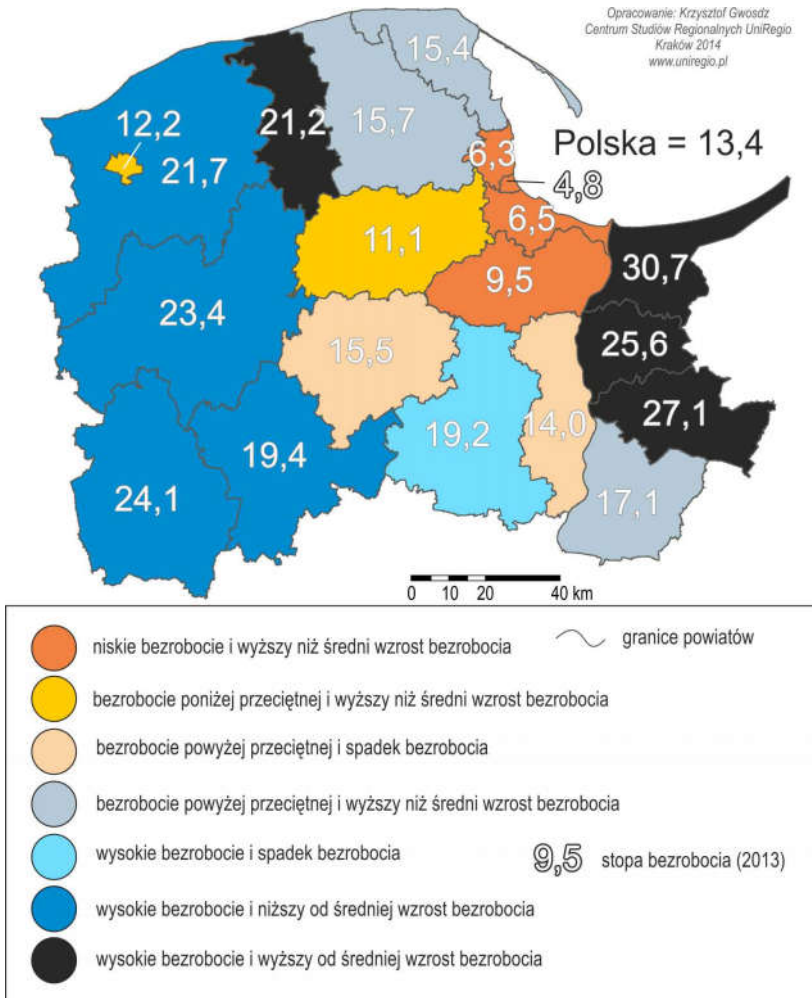 Opracowanie: Krzysztof Gwosdz
Centrum Studiów Regionalnych UniRegio
Kraków 2014
www.uniregio.pl
15,4
12,2
21,2
15,7
6,3
Polska = 13,4
21,7
4,8
6,5
11,1
30,7
9,5
23,4
25,6
15,5
27,1
19,2
14,0
19,4
24,1
17,1
0 10 20 40 km
niskie bezrobocie i wyższy niż średni wzrost bezrobocia
granice powiatów
bezrobocie poniżej przeciętnej i wyższy niż średni wzrost bezrobocia
bezrobocie powyżej przeciętnej i spadek bezrobocia
bezrobocie powyżej przeciętnej i wyższy niż średni wzrost bezrobocia
wysokie bezrobocie i spadek bezrobocia
9,5 stopa bezrobocia (2013)
wysokie bezrobocie i niższy od średniej wzrost bezrobocia
wysokie bezrobocie i wyższy od średniej wzrost bezrobocia